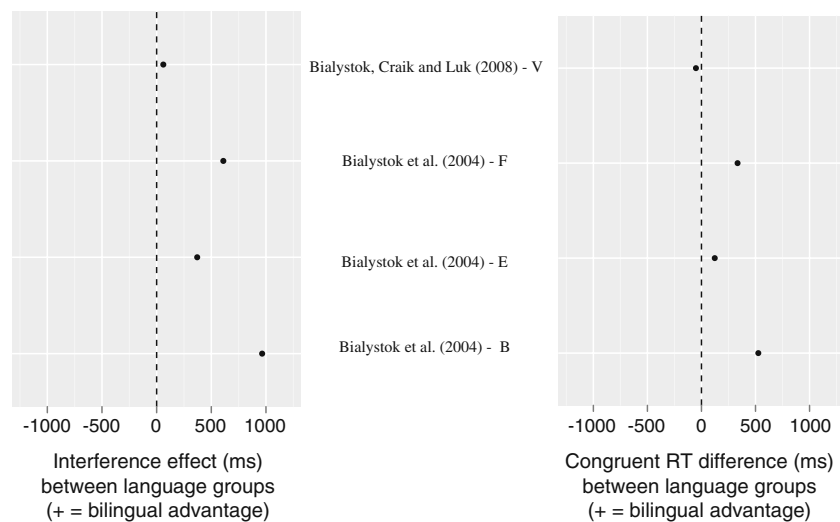 Bialystok, Craik and Luk (2008) - V
Bialystok et al. (2004) - F
Bialystok et al. (2004) - E
Bialystok et al. (2004) - B
-1000 -500 0 500 1000
Interference effect (ms)
between language groups
(+ = bilingual advantage)
-1000 -500 0 500 1000
Congruent RT difference (ms)
between language groups
(+ = bilingual advantage)